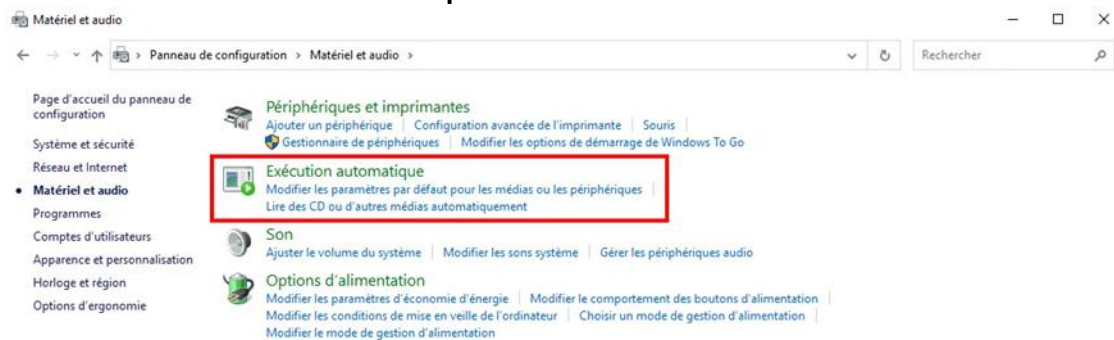 Matériel et audio
Panneau de configuration > Matériel et audio >
Rechercher
Page d'accueil du panneau de
configuration
Système et sécurité
Réseau et Internet
Matériel et audio
Programmes
Comptes d'utilisateurs
Apparence et personnalisation
Horloge et région
Options d'ergonomie
Périphériques et imprimantes
Ajouter un périphérique | Configuration avancée de l'imprimante | Souris |
Gestionnaire de périphériques | Modifier les options de démarrage de Windows To Go
Exécution automatique
Modifier les paramètres par défaut pour les médias ou les périphériques |
Lire des CD ou d'autres médias automatiquement
Son
Ajuster le volume du système | Modifier les sons système | Gérer les périphériques audio
Options d'alimentation
Modifier les paramètres d'économie d'énergie | Modifier le comportement des boutons d'alimentation |
Modifier les conditions de mise en veille de l'ordinateur | Choisir un mode de gestion d'alimentation |
Modifier le mode de gestion d'alimentation